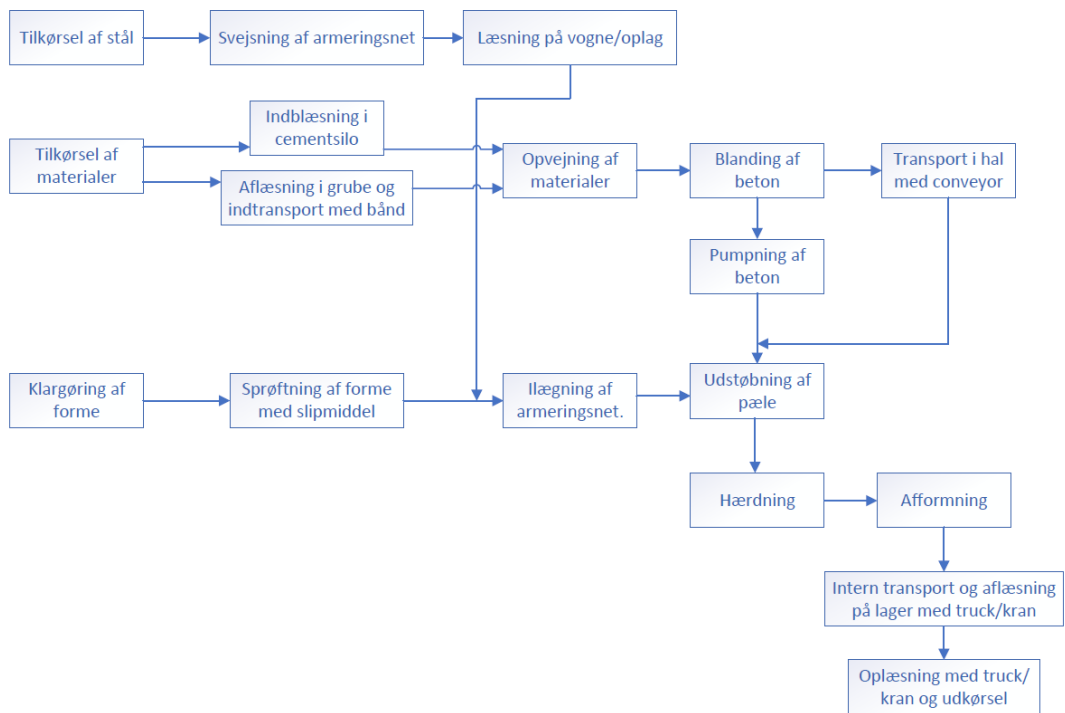 Tilkørsel af stål
Svejsning af armeringsnet
Læsning på vogne/oplag
Indblæsning i
cementsilo
Tilkørsel af
materialer
Aflæsning i grube og
indtransport med bånd
Opvejning af
materialer
Blanding af
beton
Transport i hal
med conveyor
Pumpning af
beton
Klargøring af
forme
Sprøftning af forme
med slipmiddel
Ilægning af
armeringsnet.
Udstøbning af
pæle
Hærdning
Afformning
Intern transport og aflæsning
på lager med truck/kran
Oplæsning med truck/
kran og udkørsel